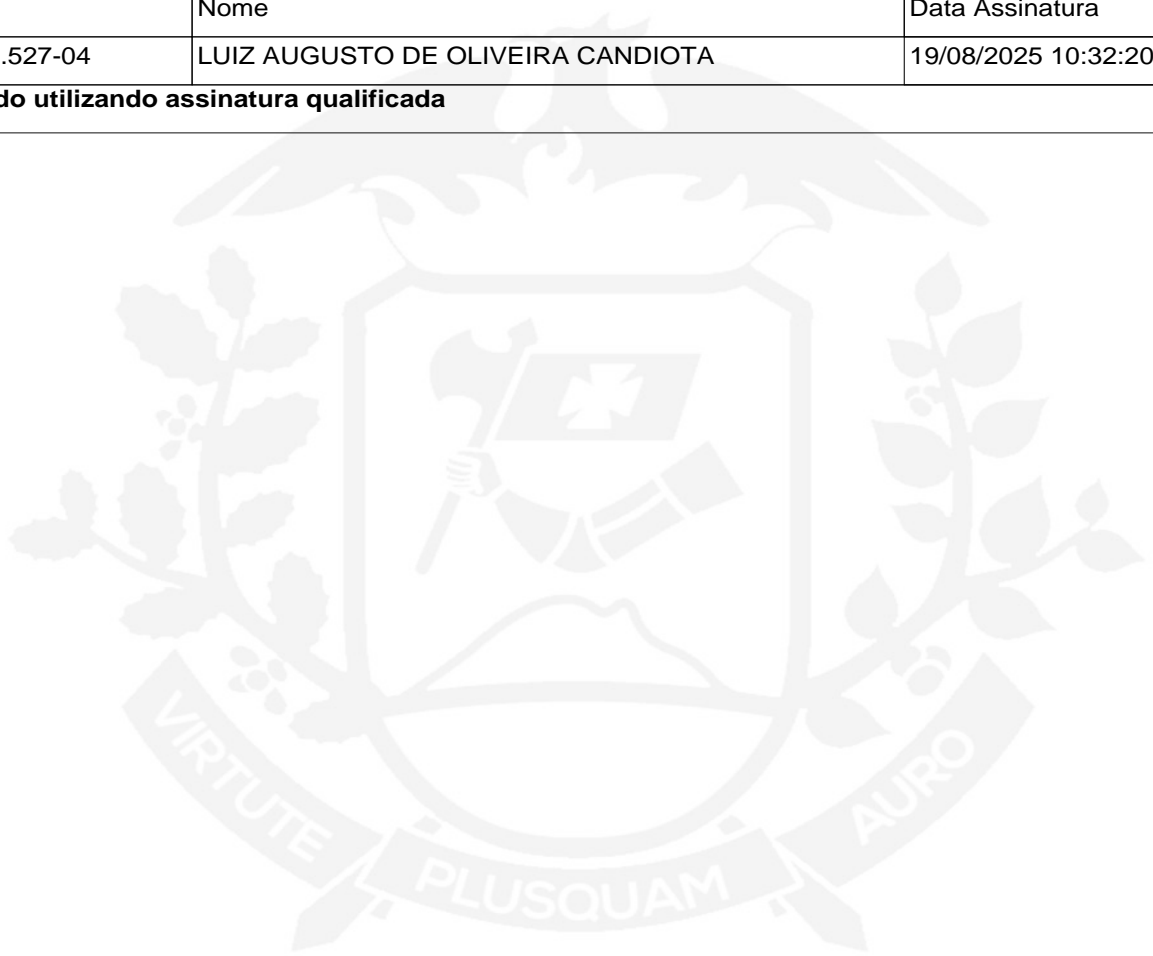 Nome Data Assinatura
.527-04 LUIZ AUGUSTO DE OLIVEIRA CANDIOTA 19/08/2025 10:32:20
do utilizando assinatura qualificada
VIRTUTE PLUSQUAM AURO